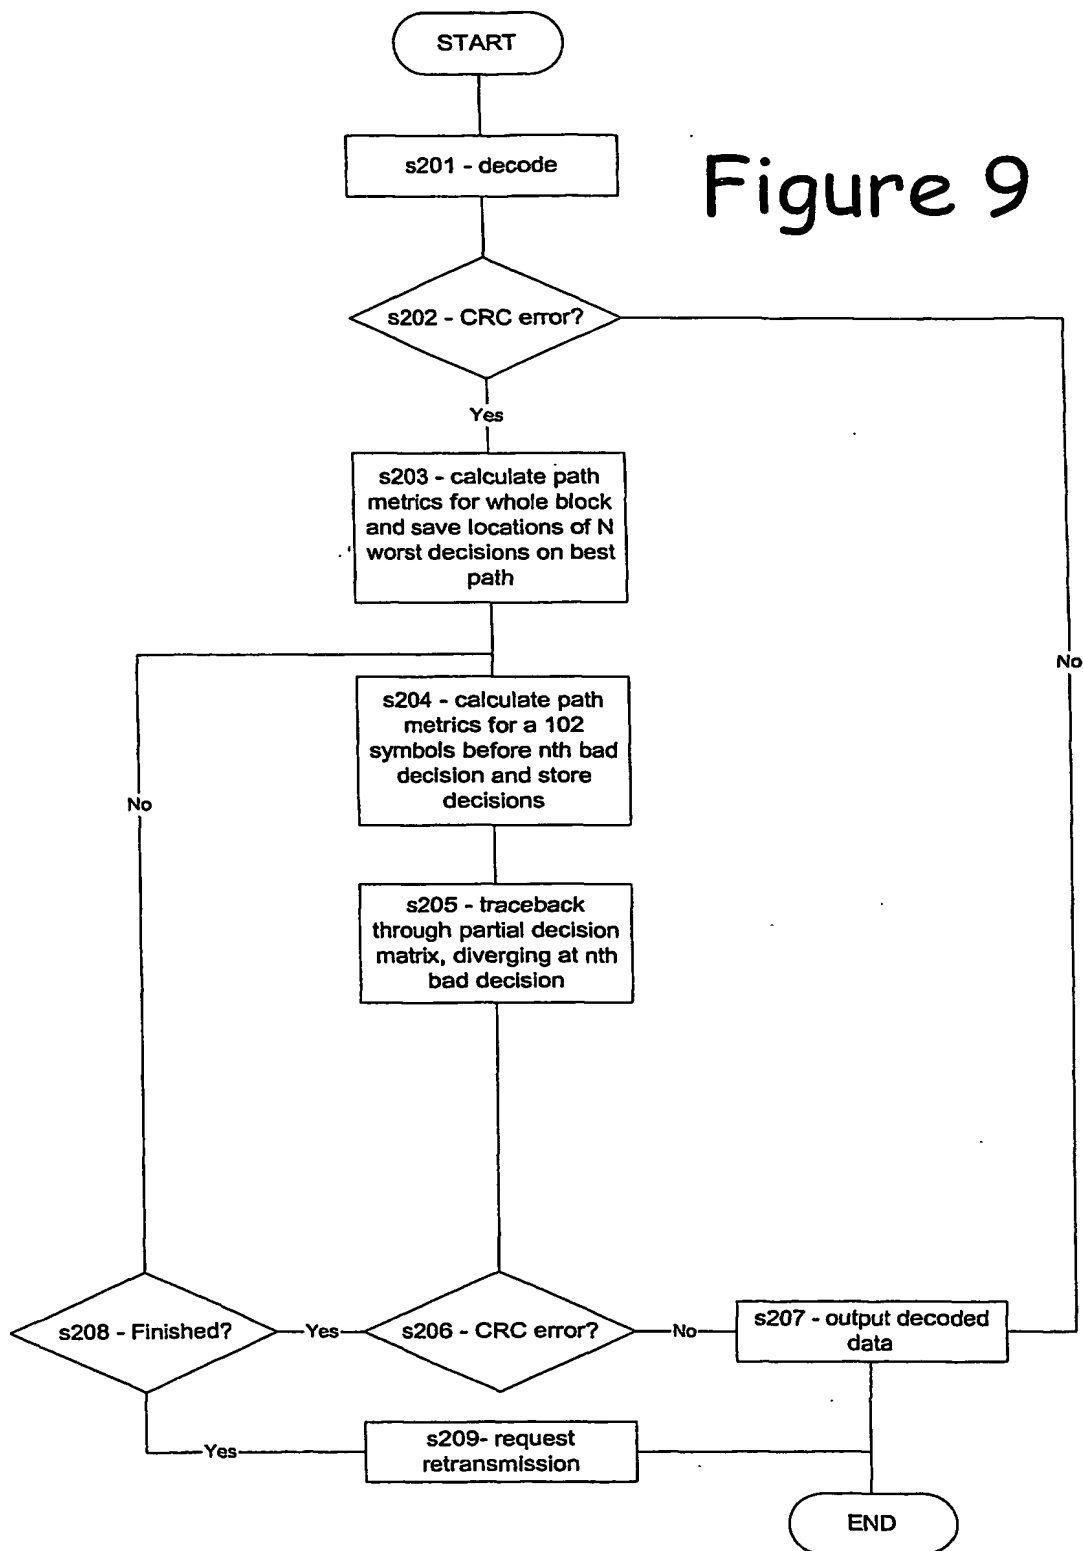 START
s201 - decode
Figure 9
s202 - CRC error?
Yes
s203 - calculate path
metrics for whole block
and save locations of N
worst decisions on best
path
No
s204 - calculate path
metrics for a 102
symbols before nth bad
decision and store
decisions
No
s205 - traceback
through partial decision
matrix, diverging at nth
bad decision
s208 - Finished?
Yes
s206 - CRC error?
No
s207 - output decoded
data
Yes
s209- request
retransmission
END